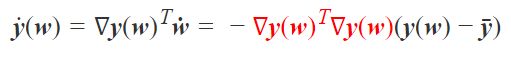 ẏ(w) = ∇y(w)ᵀẇ = − ∇y(w)ᵀ∇y(w)(y(w) − ȳ)